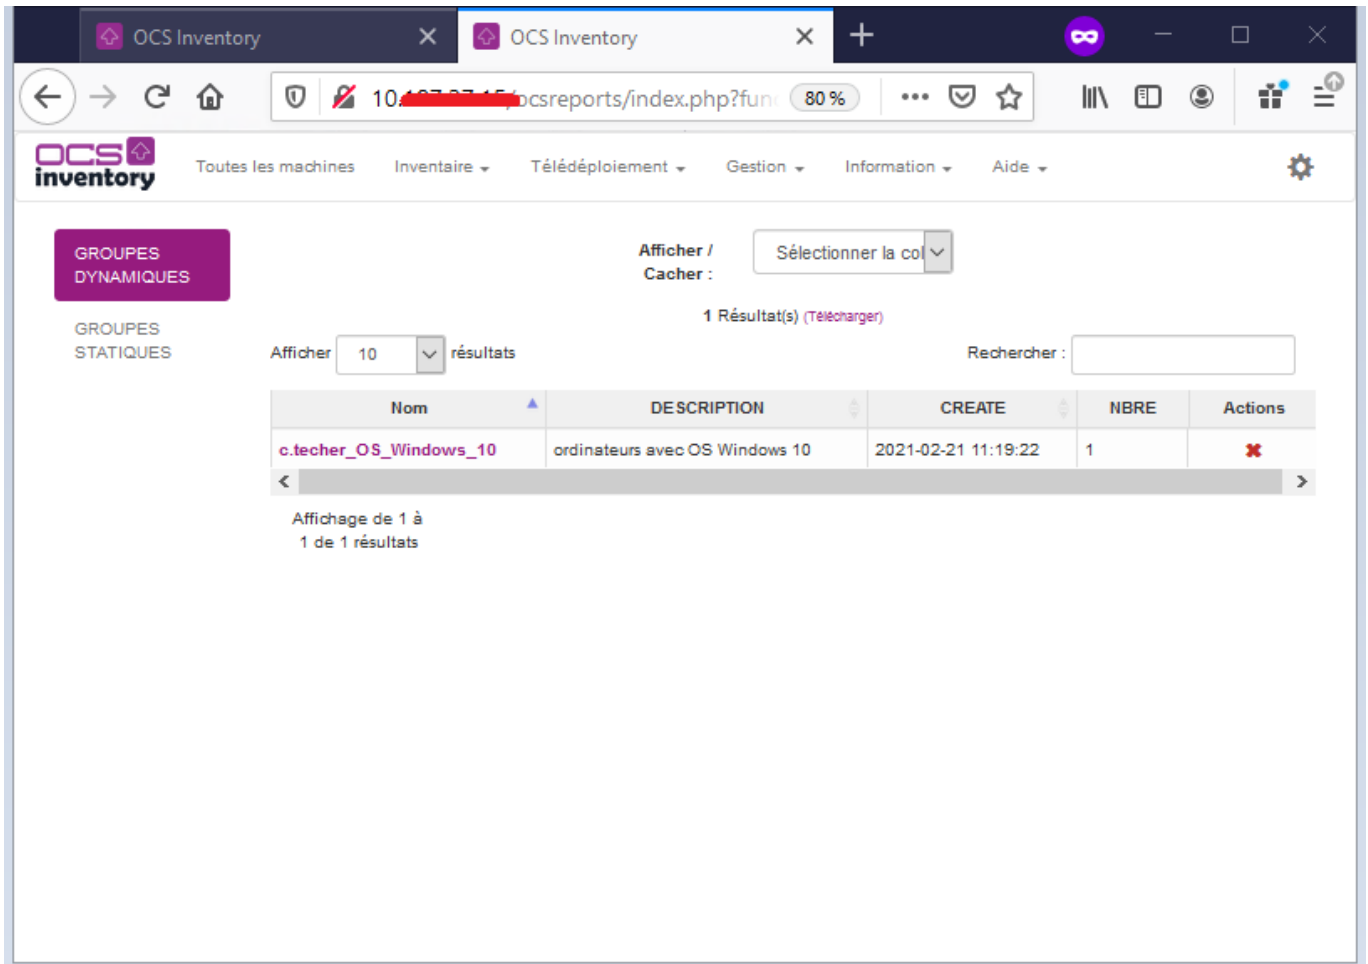 OCS Inventory
OCS Inventory
10. /ocsreports/index.php?fun 80 %
OCS inventory
Toutes les machines Inventaire Télédéploiement Gestion Information Aide
GROUPES DYNAMIQUES
GROUPES STATIQUES
Afficher / Cacher : Sélectionner la col
1 Résultat(s) (Télécharger)
Afficher 10 résultats Rechercher :
Nom DESCRIPTION CREATE NBRE Actions
c.techer_OS_Windows_10 ordinateurs avec OS Windows 10 2021-02-21 11:19:22 1
Affichage de 1 à
1 de 1 résultats